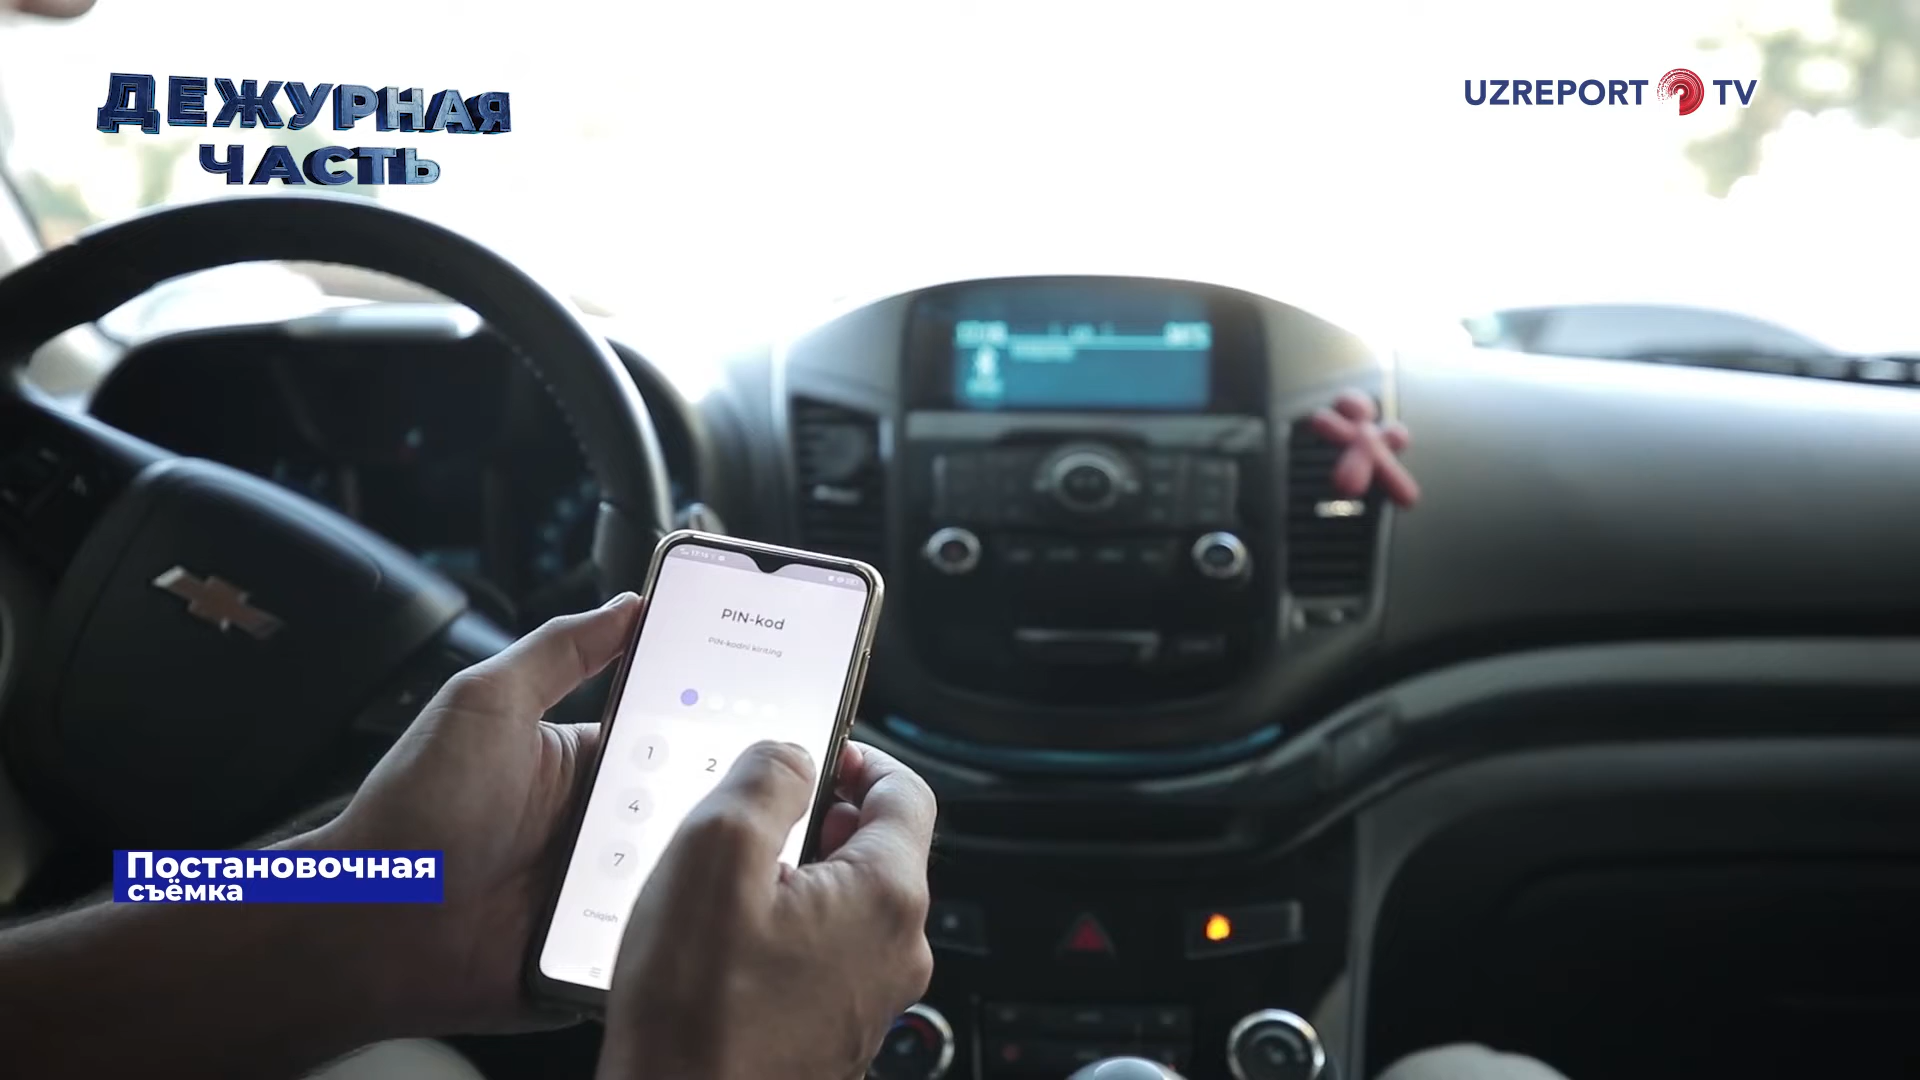 ДЕЖУРНАЯ
ЧАСТЬ
UZREPORT TV
PIN-kod
PIN-kodni kiriting
1
2
4
7
Chiqish
Постановочная
съёмка